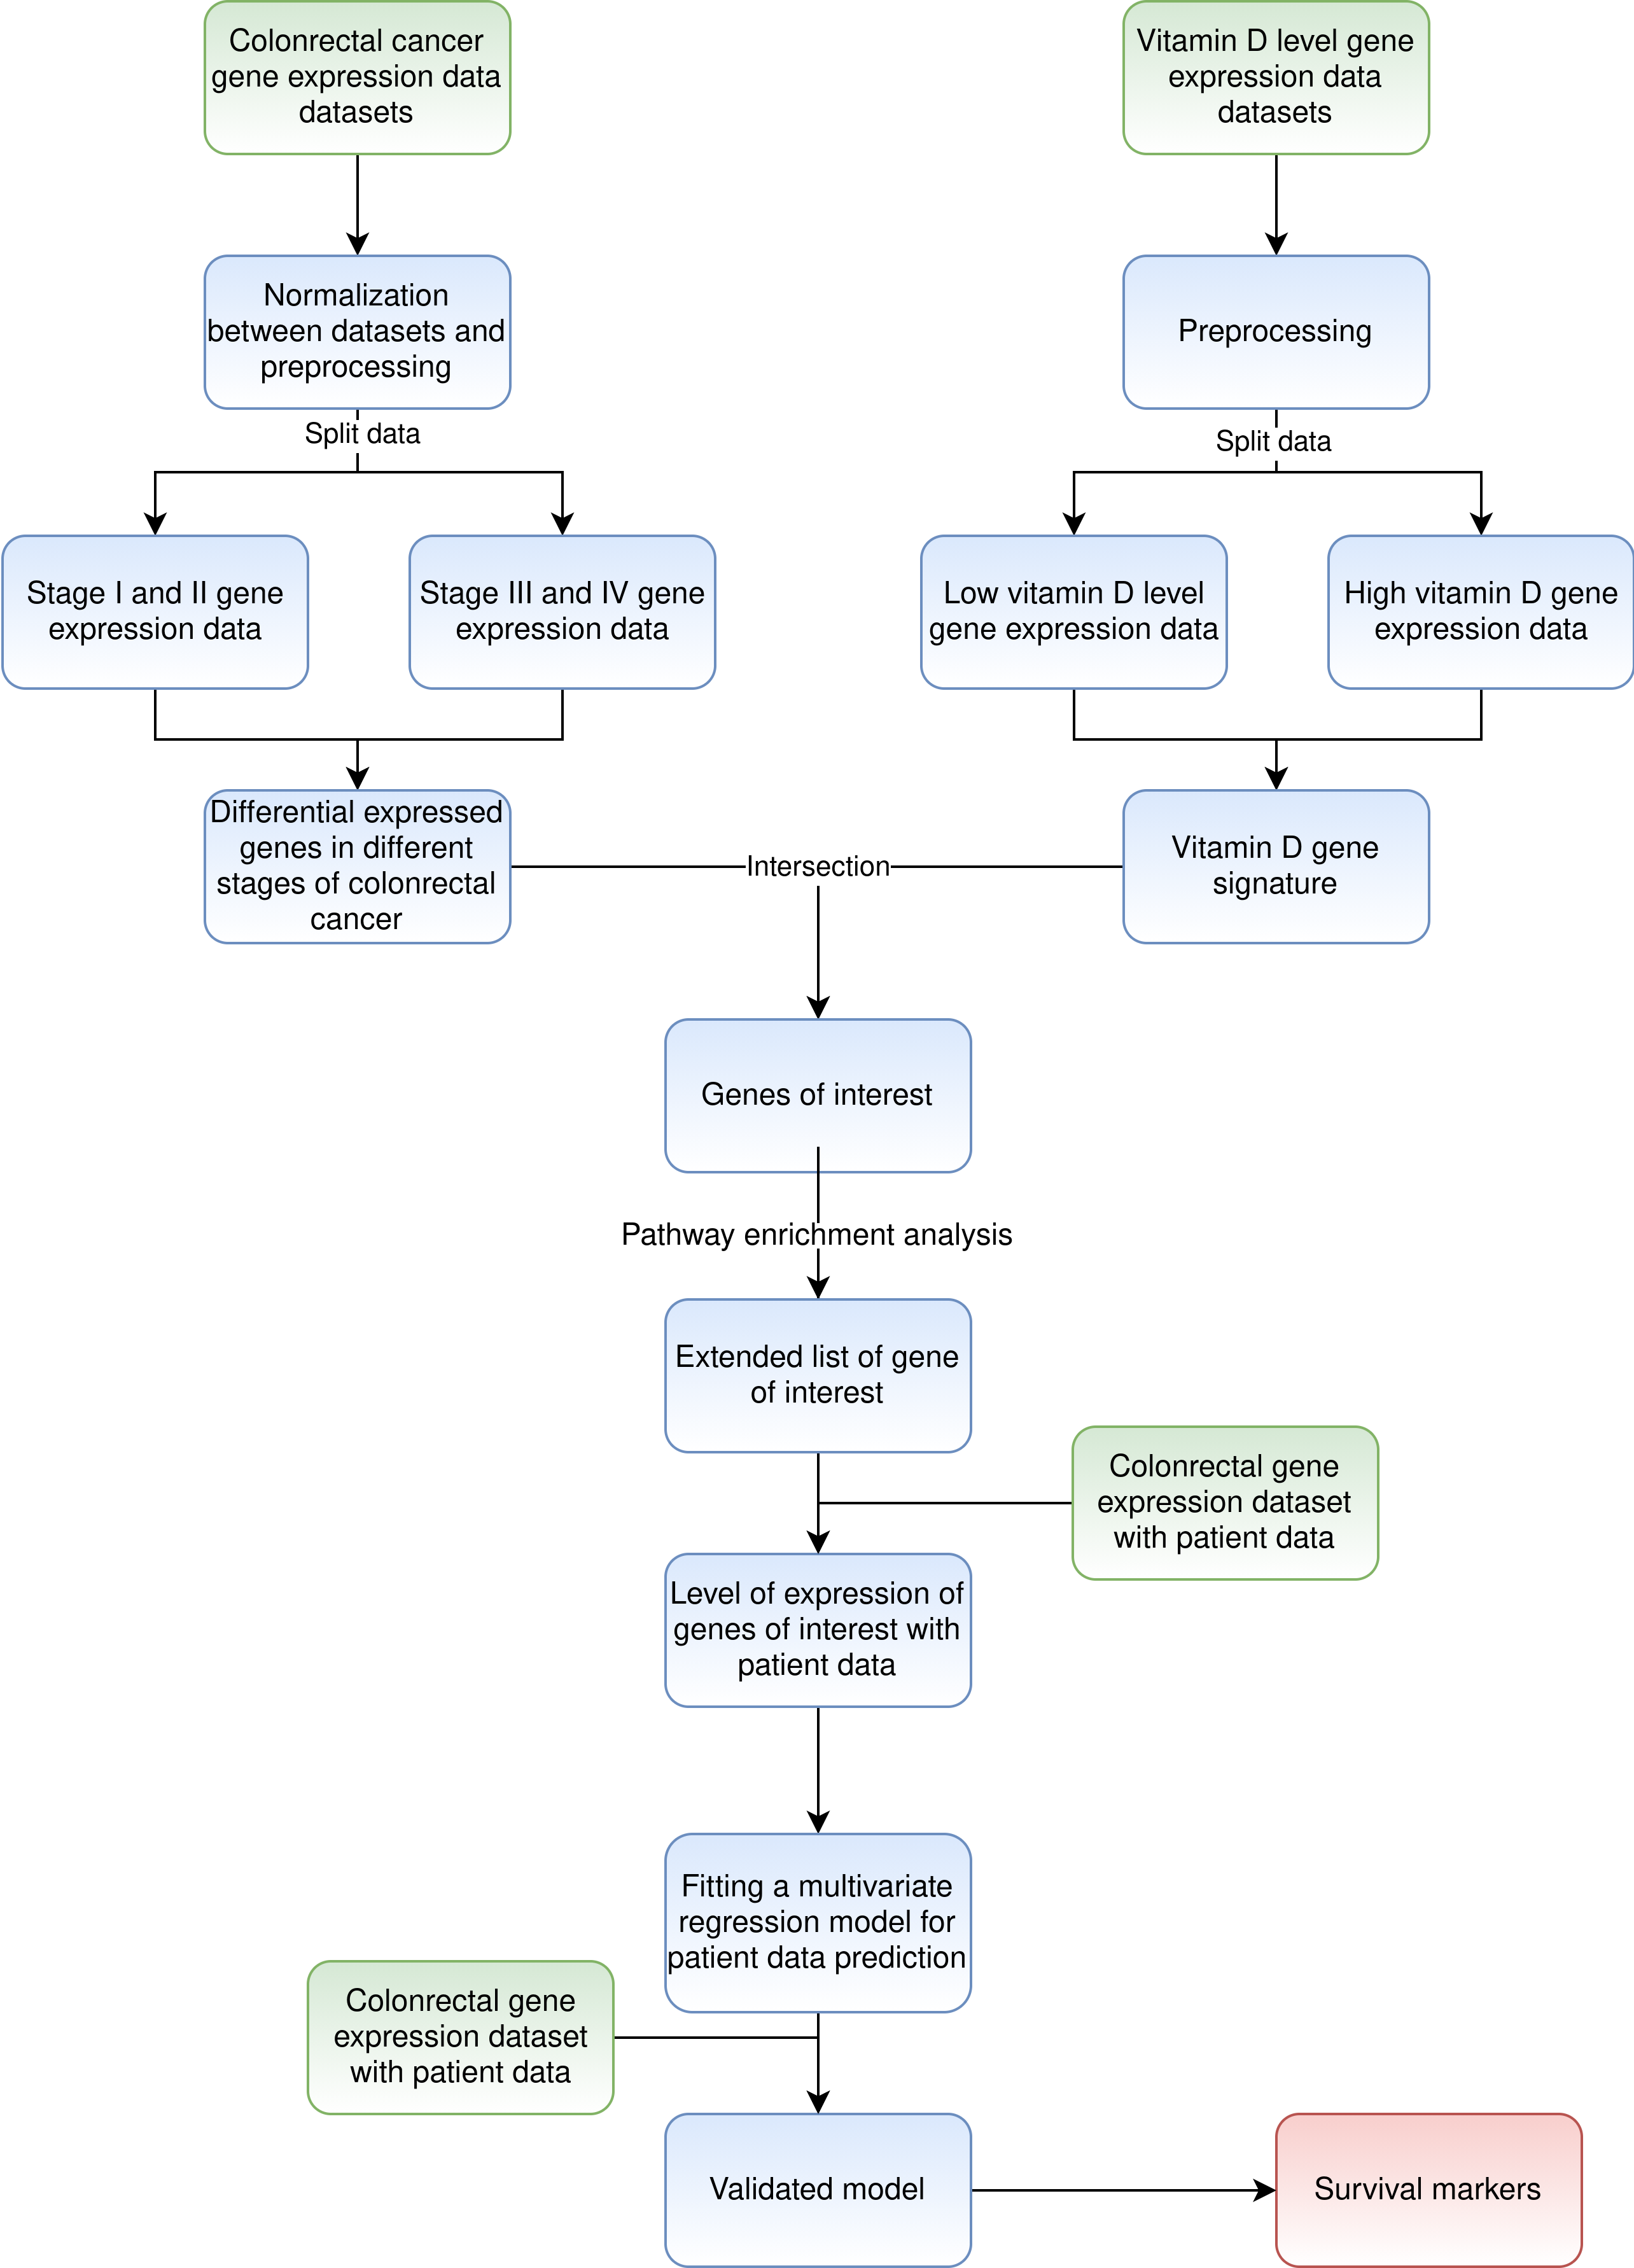 Colonrectal cancer
gene expression data
datasets
Vitamin D level gene
expression data
datasets
Normalization
between datasets and
preprocessing
Preprocessing
Split data
Split data
Stage I and II gene
expression data
Stage III and IV gene
expression data
Low vitamin D level
gene expression data
High vitamin D gene
expression data
Differential expressed
genes in different
stages of colonrectal
cancer
Intersection
Vitamin D gene
signature
Genes of interest
Pathway enrichment analysis
Extended list of gene
of interest
Colonrectal gene
expression dataset
with patient data
Level of expression of
genes of interest with
patient data
Fitting a multivariate
regression model for
patient data prediction
Colonrectal gene
expression dataset
with patient data
Validated model
Survival markers